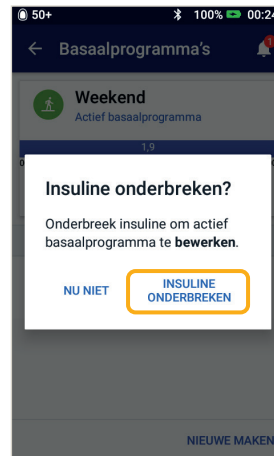 50+ 100% 00:24
Basaalprogramma's
1
Weekend
Actief basaalprogramma
1,9
Insuline onderbreken?
Onderbreek insuline om actief
basaalprogramma te bewerken.
NU NIET
INSULINE
ONDERBREKEN
NIEUWE MAKEN